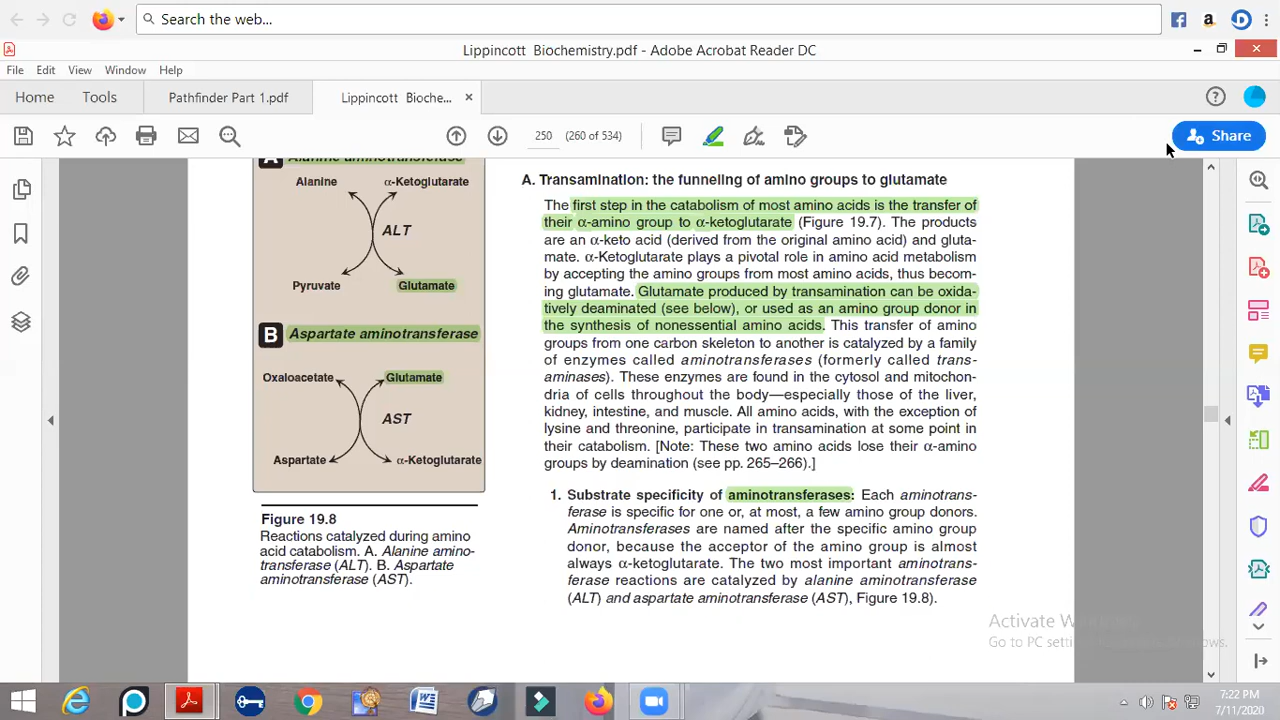 Search the web...
Lippincott Biochemistry.pdf - Adobe Acrobat Reader DC
File Edit View Window Help
Home Tools Pathfinder Part 1.pdf Lippincott Bioche... ×
250 (260 of 534) Share
A Alanine aminotransferase
Alanine α-Ketoglutarate
ALT
Pyruvate Glutamate
B Aspartate aminotransferase
Oxaloacetate Glutamate
AST
Aspartate α-Ketoglutarate
Figure 19.8
Reactions catalyzed during amino
acid catabolism. A. Alanine amino-
transferase (ALT). B. Aspartate
aminotransferase (AST).
A. Transamination: the funneling of amino groups to glutamate
The first step in the catabolism of most amino acids is the transfer of
their α-amino group to α-ketoglutarate (Figure 19.7). The products
are an α-keto acid (derived from the original amino acid) and gluta-
mate. α-Ketoglutarate plays a pivotal role in amino acid metabolism
by accepting the amino groups from most amino acids, thus becom-
ing glutamate. Glutamate produced by transamination can be oxida-
tively deaminated (see below), or used as an amino group donor in
the synthesis of nonessential amino acids. This transfer of amino
groups from one carbon skeleton to another is catalyzed by a family
of enzymes called aminotransferases (formerly called trans-
aminases). These enzymes are found in the cytosol and mitochon-
dria of cells throughout the body—especially those of the liver,
kidney, intestine, and muscle. All amino acids, with the exception of
lysine and threonine, participate in transamination at some point in
their catabolism. [Note: These two amino acids lose their α-amino
groups by deamination (see pp. 265–266).]
1. Substrate specificity of aminotransferases: Each aminotrans-
ferase is specific for one or, at most, a few amino group donors.
Aminotransferases are named after the specific amino group
donor, because the acceptor of the amino group is almost
always α-ketoglutarate. The two most important aminotrans-
ferase reactions are catalyzed by alanine aminotransferase
(ALT) and aspartate aminotransferase (AST), Figure 19.8).
Activate
Go to PC
7:22 PM
7/11/2020